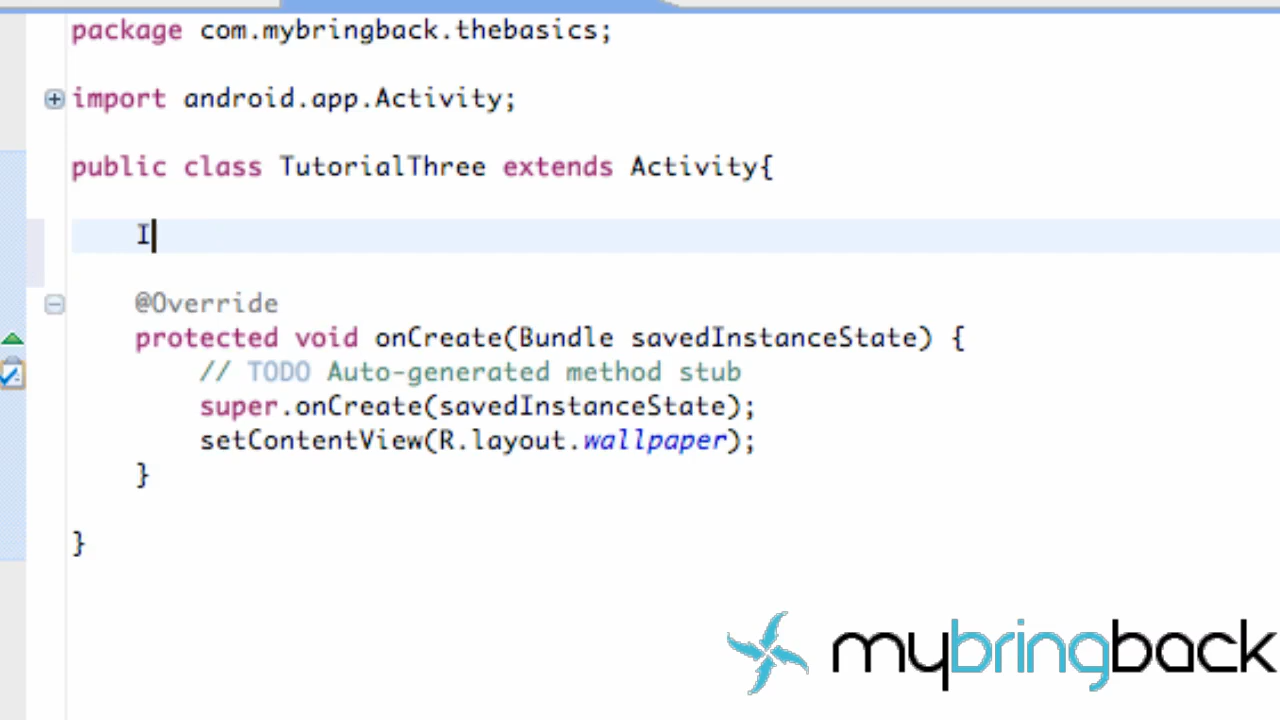 package com.mybringback.thebasics;
import android.app.Activity;
public class TutorialThree extends Activity{
I
@Override
protected void onCreate(Bundle savedInstanceState) {
// TODO Auto-generated method stub
super.onCreate(savedInstanceState);
setContentView(R.layout.wallpaper);
}
}
mybringback